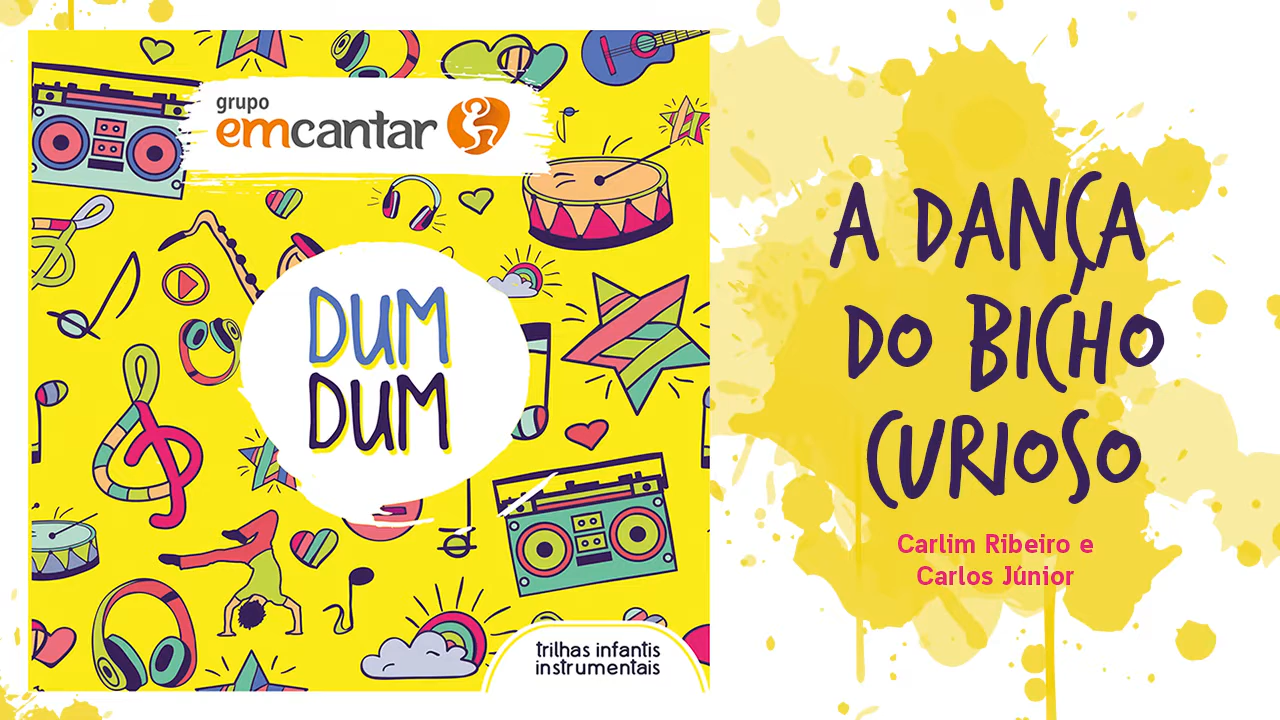 grupo
emcantar
DUM
DUM
trilhas infantis
instrumentais
A DANÇA
DO BICHO
CURIOSO
Carlim Ribeiro e
Carlos Júnior